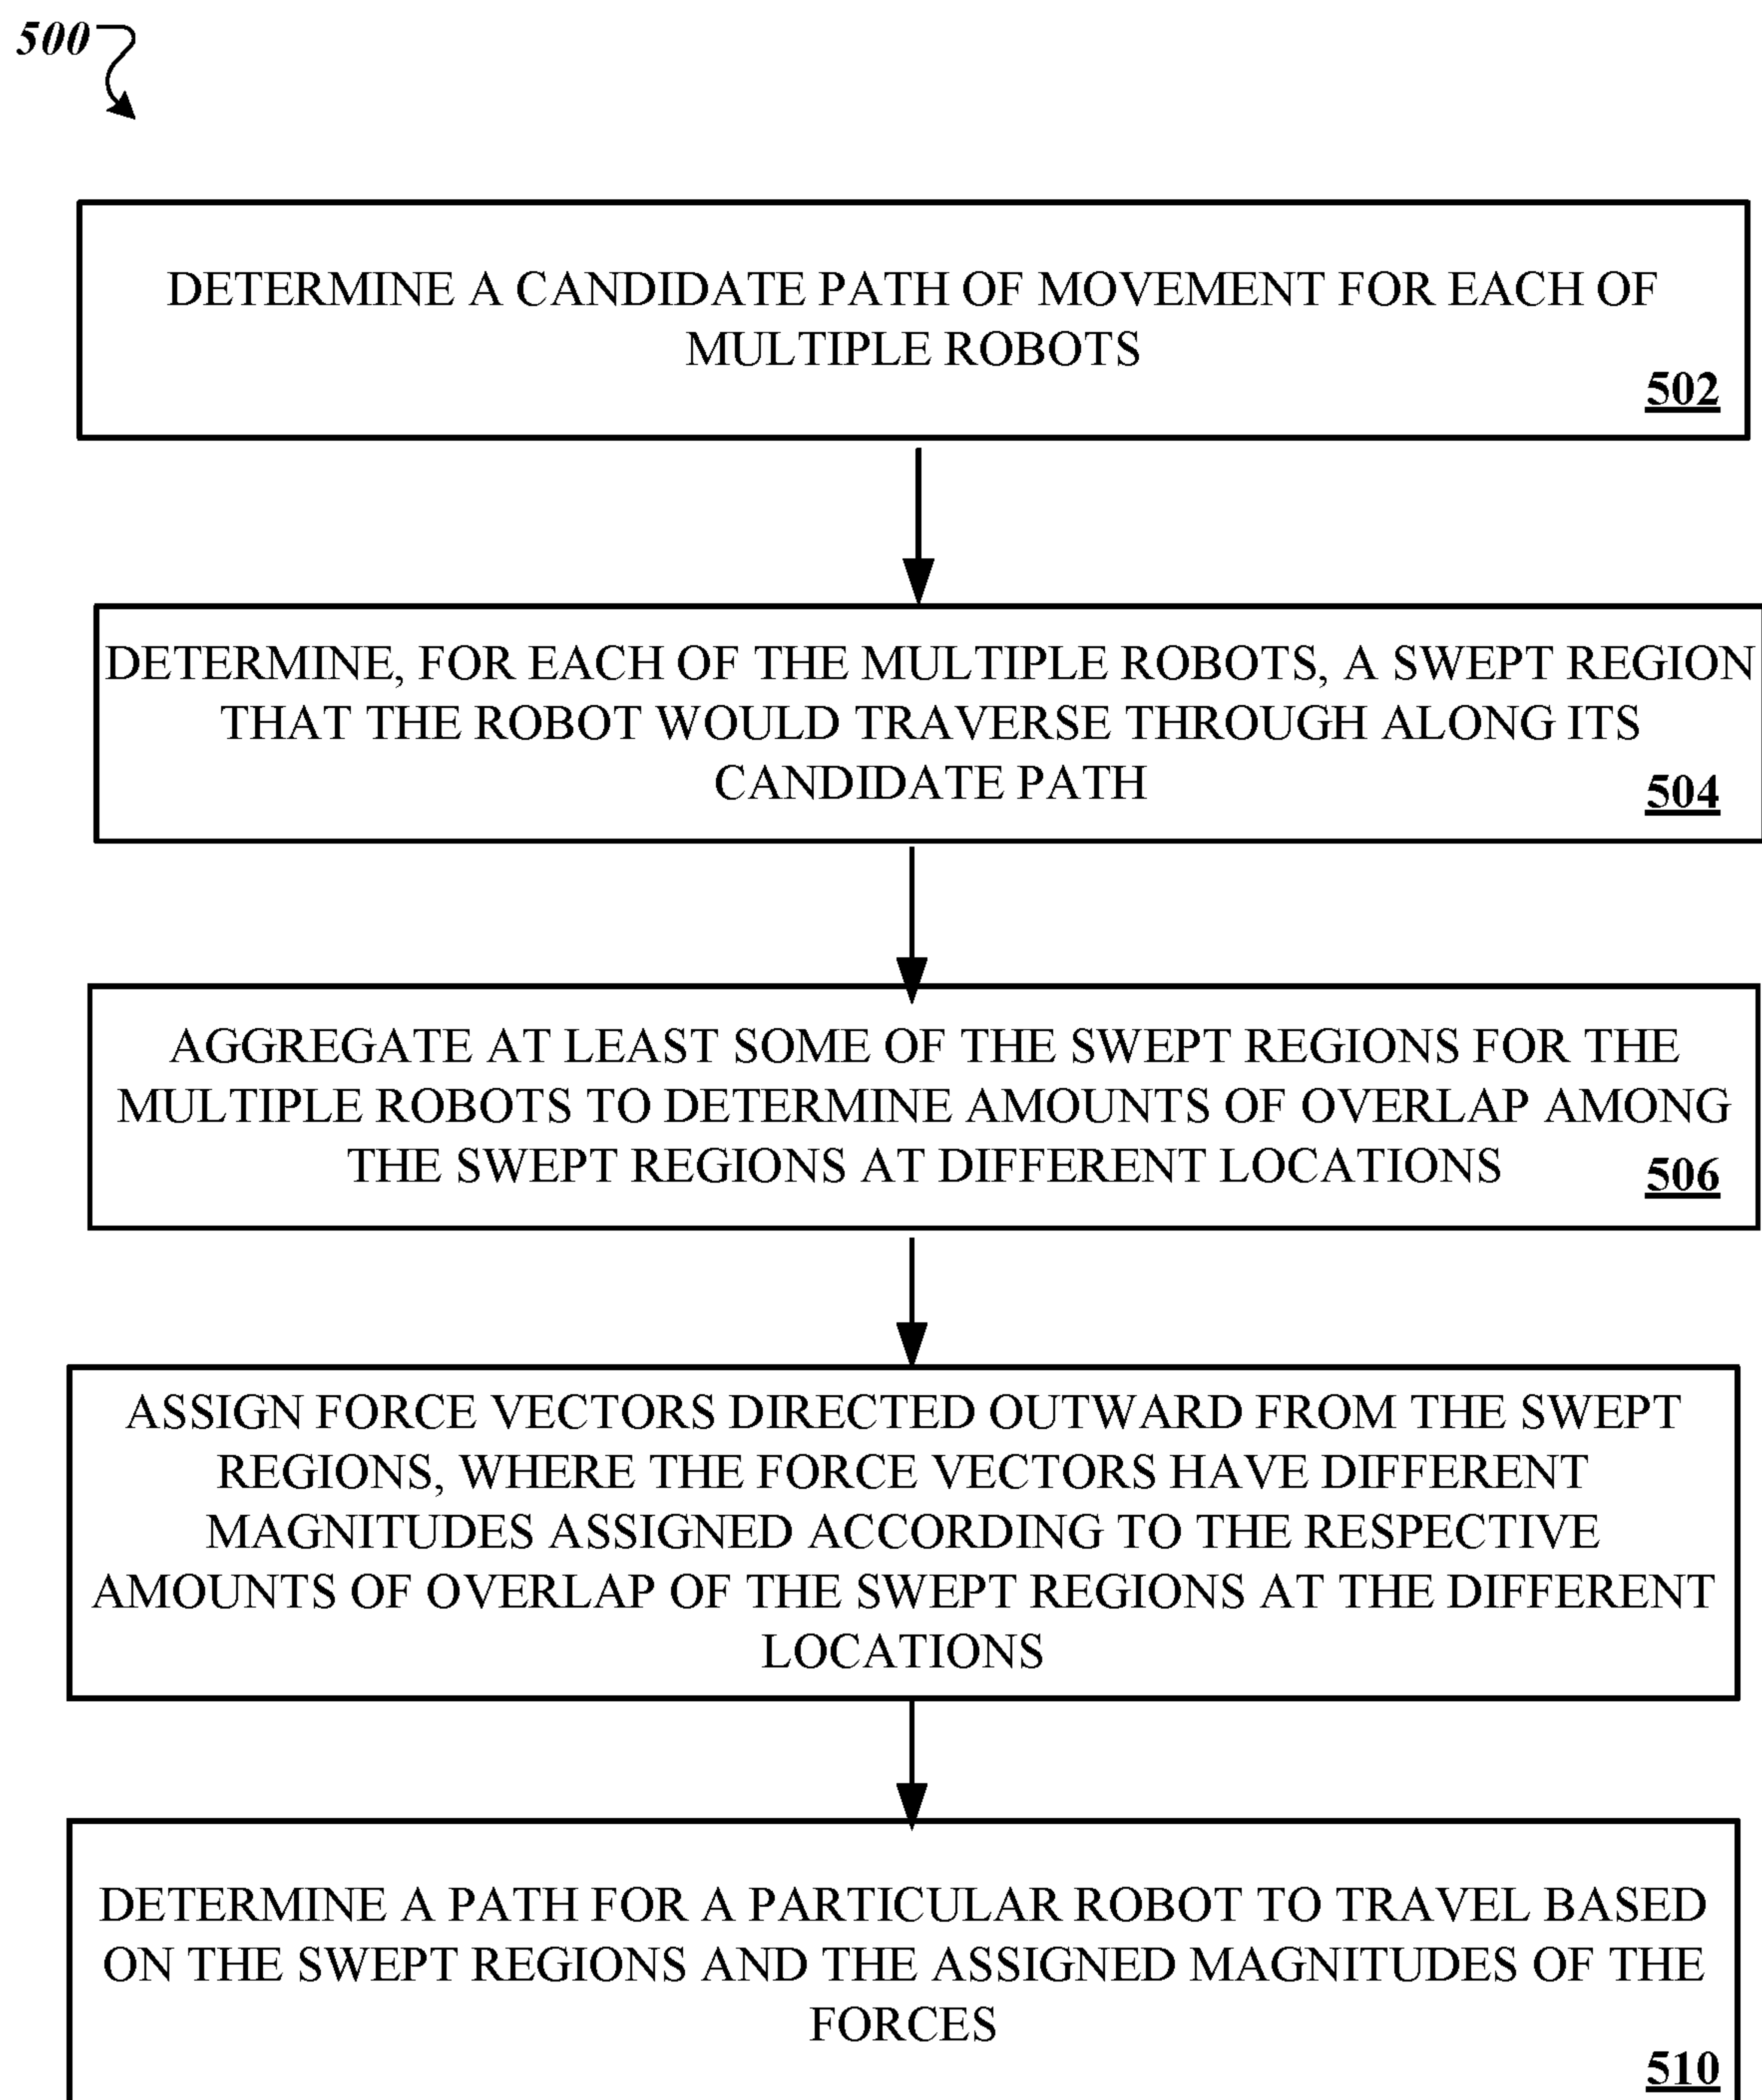 500
DETERMINE A CANDIDATE PATH OF MOVEMENT FOR EACH OF
MULTIPLE ROBOTS
502
DETERMINE, FOR EACH OF THE MULTIPLE ROBOTS, A SWEPT REGION
THAT THE ROBOT WOULD TRAVERSE THROUGH ALONG ITS
CANDIDATE PATH
504
AGGREGATE AT LEAST SOME OF THE SWEPT REGIONS FOR THE
MULTIPLE ROBOTS TO DETERMINE AMOUNTS OF OVERLAP AMONG
THE SWEPT REGIONS AT DIFFERENT LOCATIONS
506
ASSIGN FORCE VECTORS DIRECTED OUTWARD FROM THE SWEPT
REGIONS, WHERE THE FORCE VECTORS HAVE DIFFERENT
MAGNITUDES ASSIGNED ACCORDING TO THE RESPECTIVE
AMOUNTS OF OVERLAP OF THE SWEPT REGIONS AT THE DIFFERENT
LOCATIONS
DETERMINE A PATH FOR A PARTICULAR ROBOT TO TRAVEL BASED
ON THE SWEPT REGIONS AND THE ASSIGNED MAGNITUDES OF THE
FORCES
510